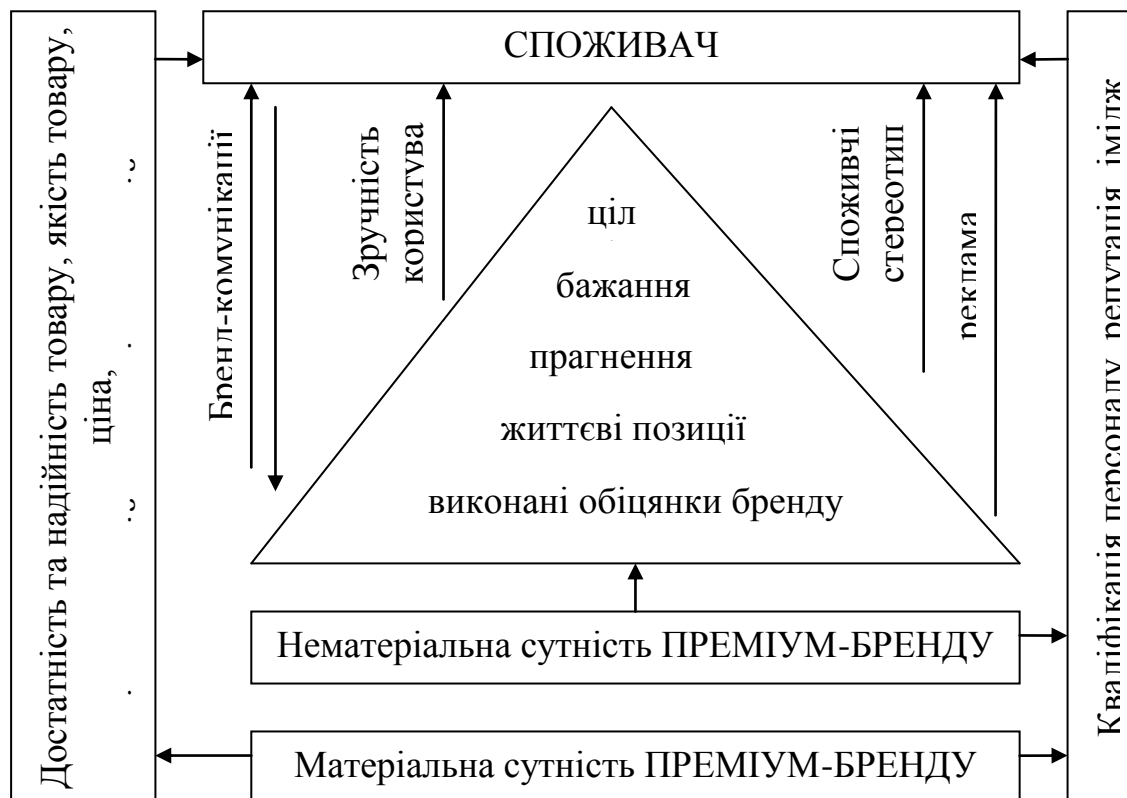 СПОЖИВАЧ
Достатність та надійність товару, якість товару,
ціна,
Бренд-комунікації
Зручність
користува
ціл
бажання
прагнення
життєві позиції
виконані обіцянки бренду
Споживчі
стереотип
реклама
Кваліфікація персоналу, репутація, імідж
Нематеріальна сутність ПРЕМІУМ-БРЕНДУ
Матеріальна сутність ПРЕМІУМ-БРЕНДУ